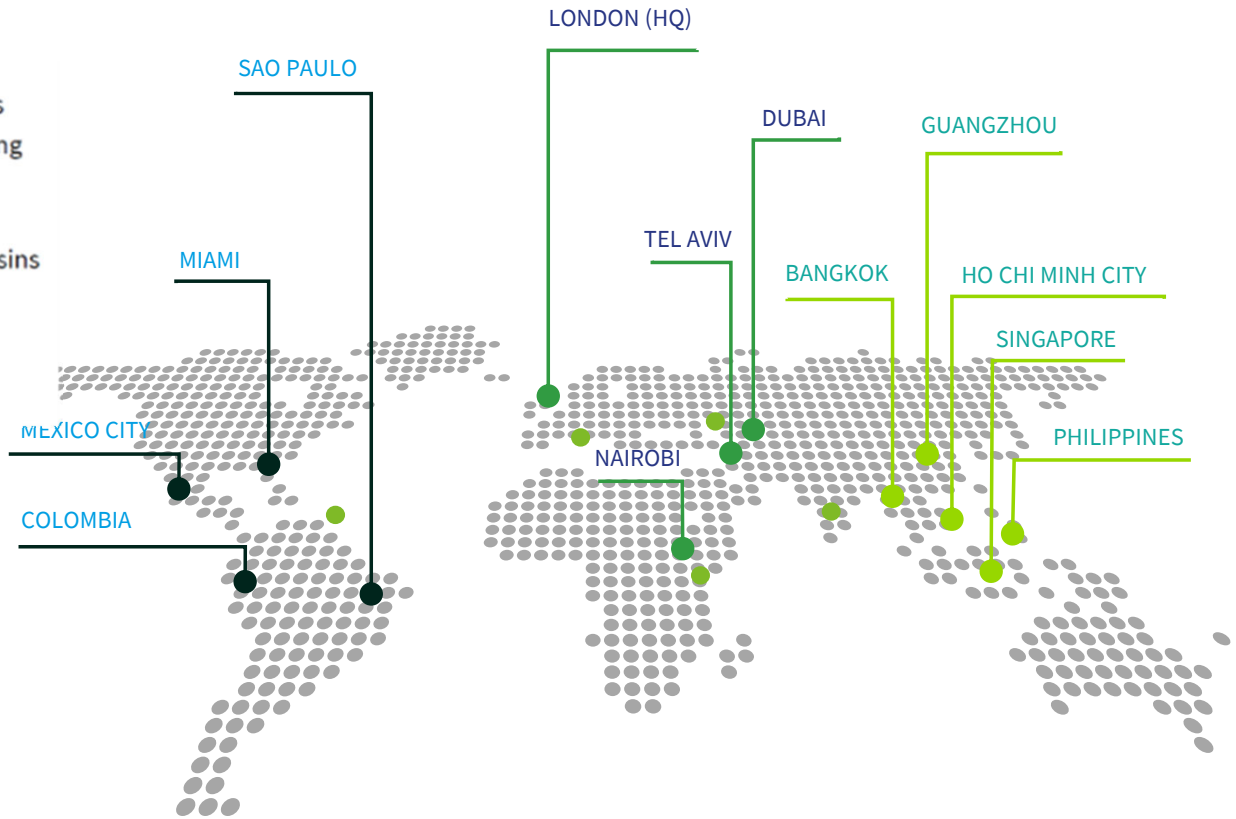 LONDON (HQ)
SAO PAULO
DUBAI
GUANGZHOU
TEL AVIV
MIAMI
BANGKOK
HO CHI MINH CITY
SINGAPORE
MEXICO CITY
PHILIPPINES
NAIROBI
COLOMBIA